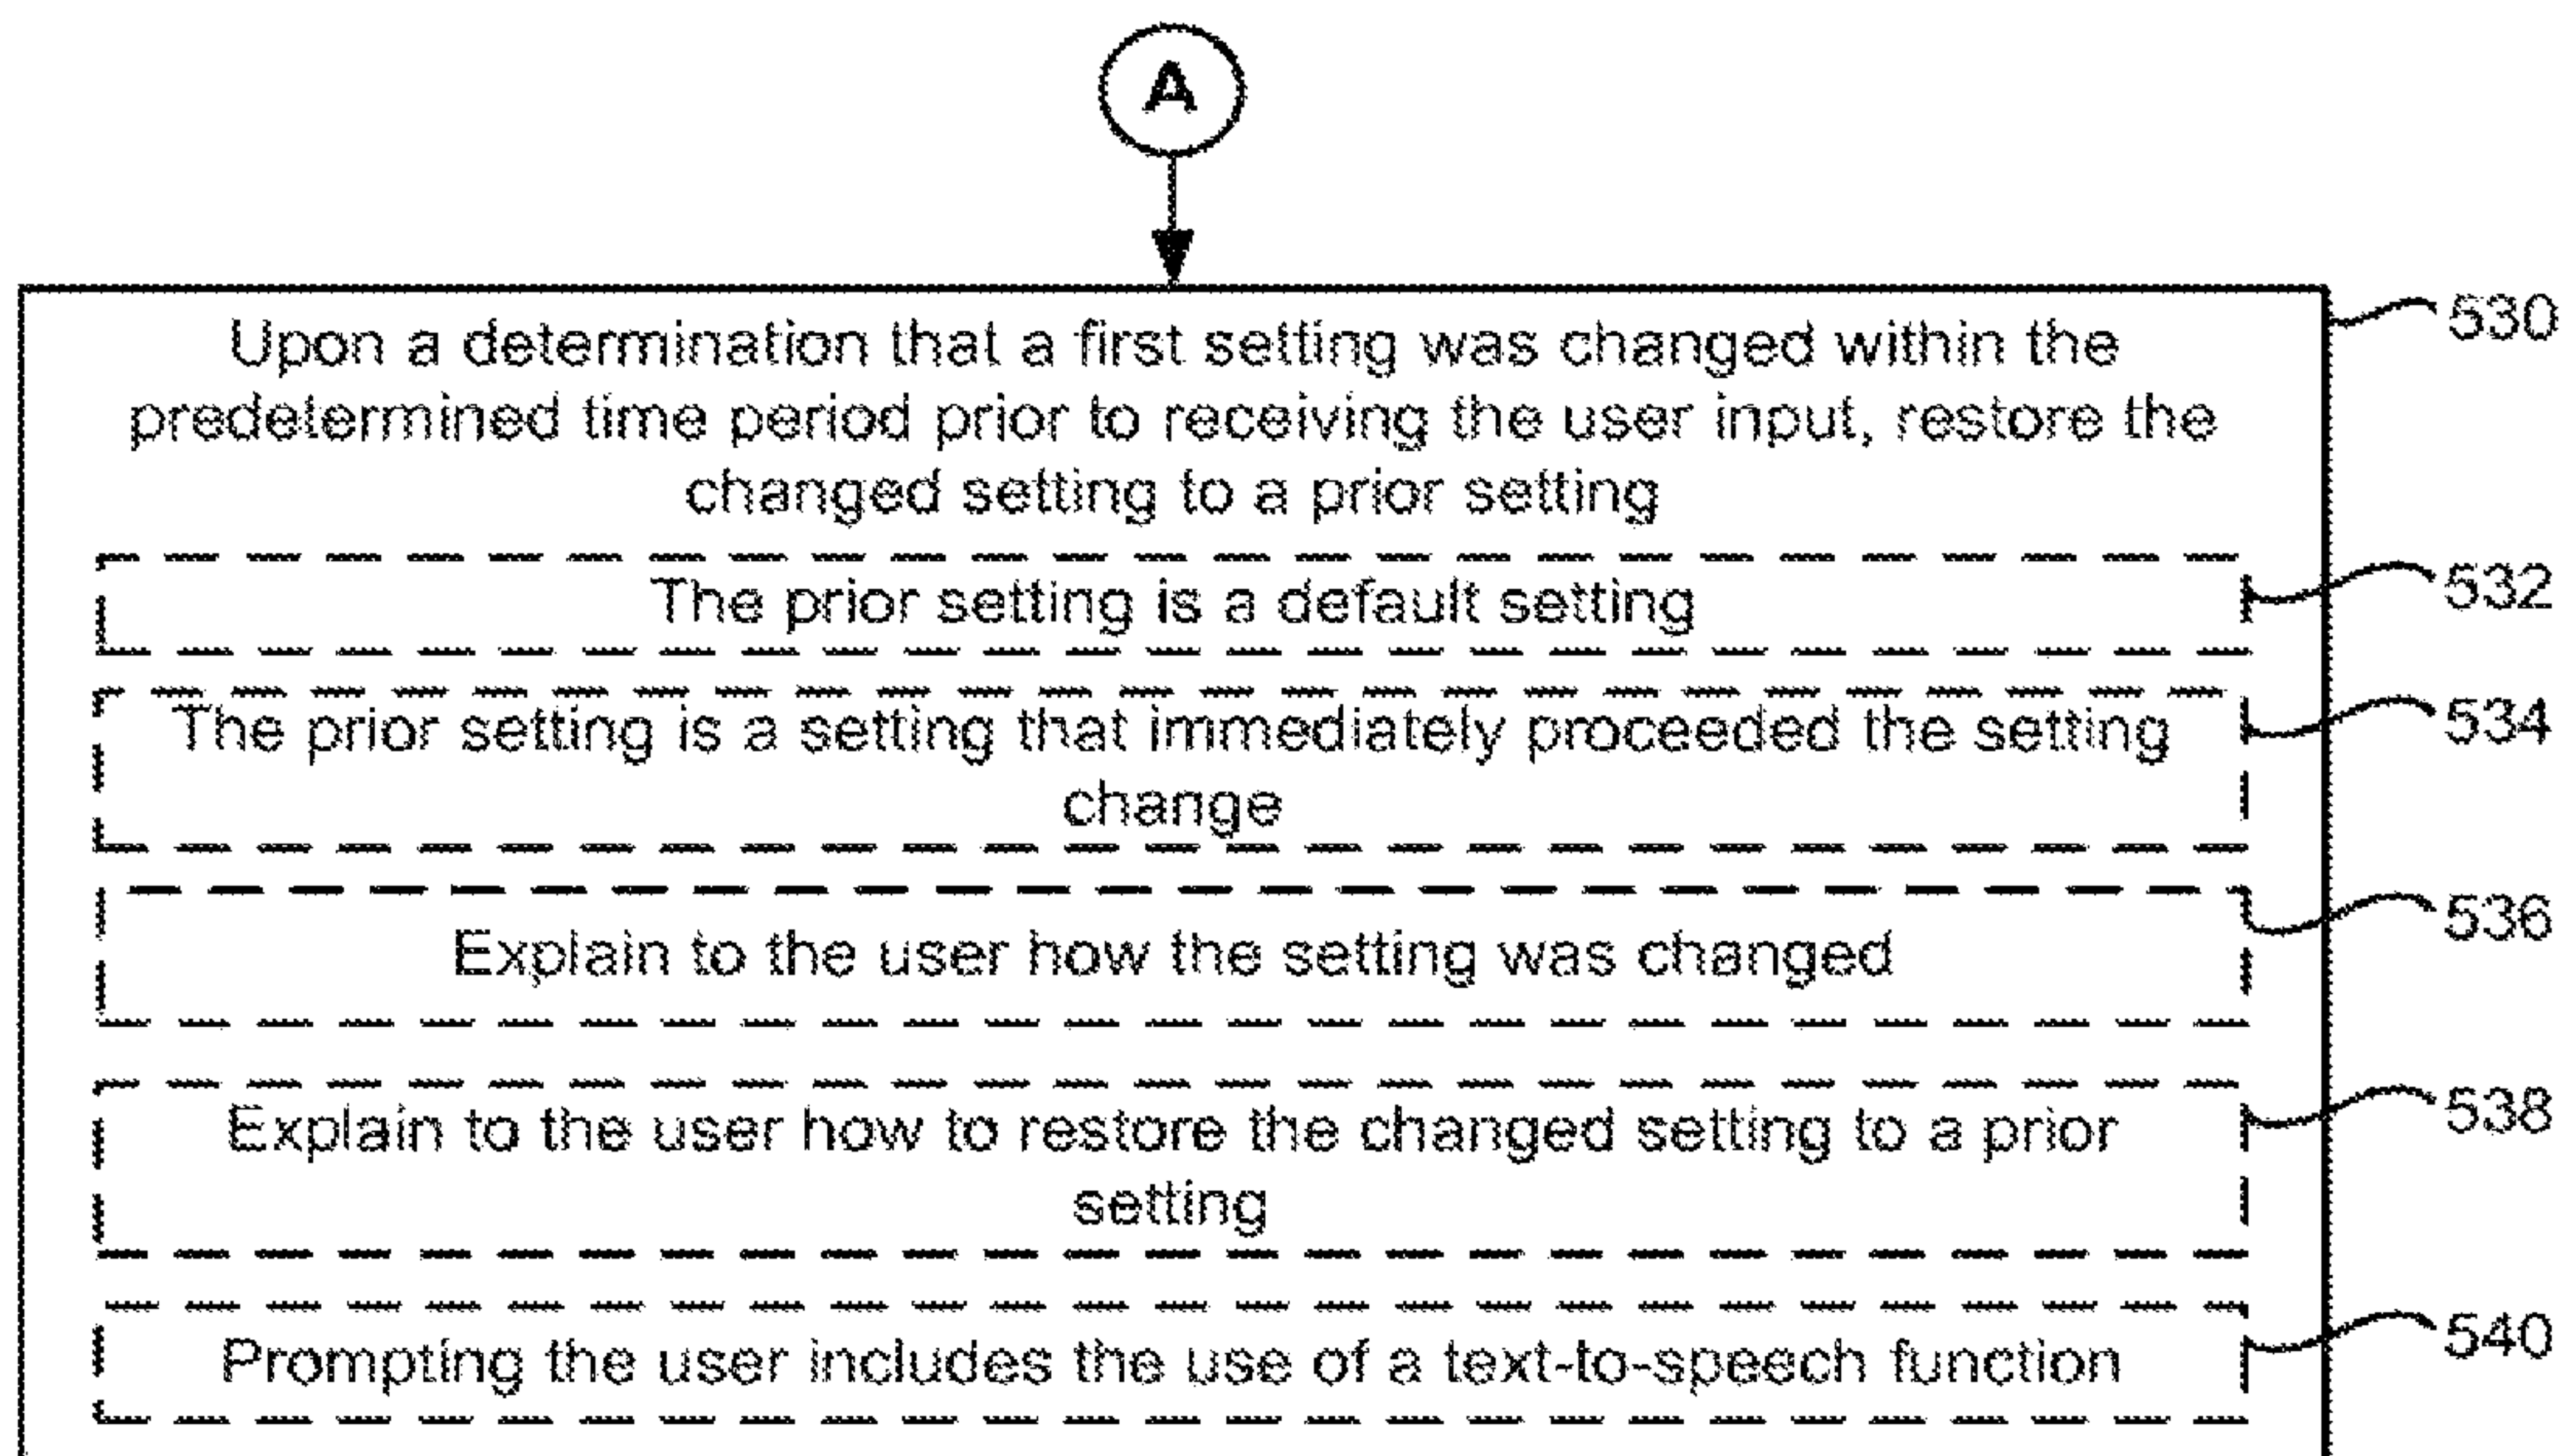 A
Upon a determination that a first setting was changed within the
530
predetermined time period prior to receiving the user input, restore the
changed setting to a prior setting
The prior setting is a default setting
532
The prior setting is a setting that immediately proceeded the setting
534
change
Explain to the user how the setting was changed
536
Explain to the user how to restore the changed setting to a prior
538
setting
Prompting the user includes the use of a text-to-speech function
540